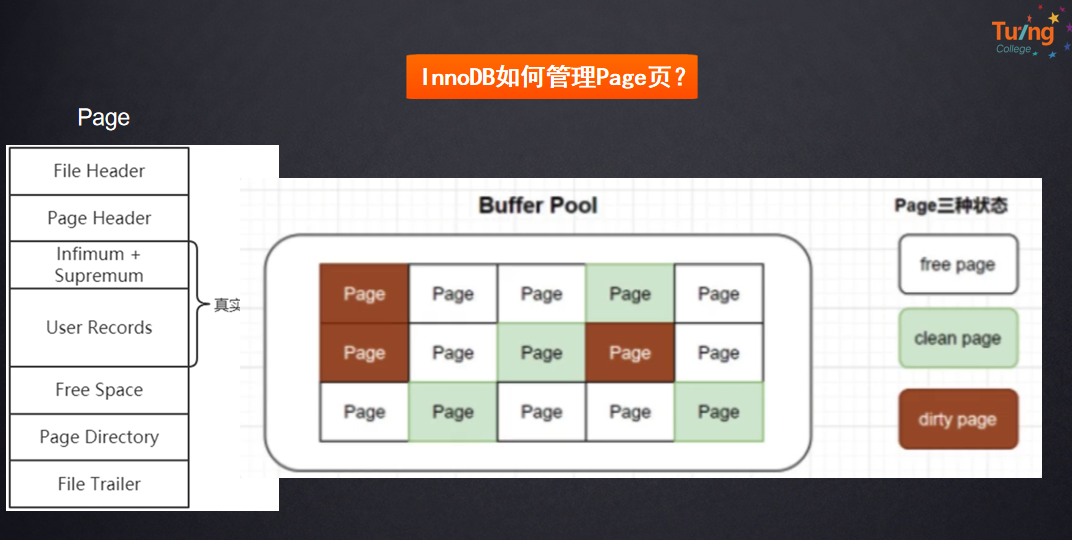 Tuling
College
InnoDB如何管理Page页？
Page
File Header
Page Header
Infimum +
Supremum
User Records
Free Space
Page Directory
File Trailer
真实
Buffer Pool
Page Page Page Page Page
Page Page Page Page Page
Page Page Page Page Page
Page三种状态
free page
clean page
dirty page